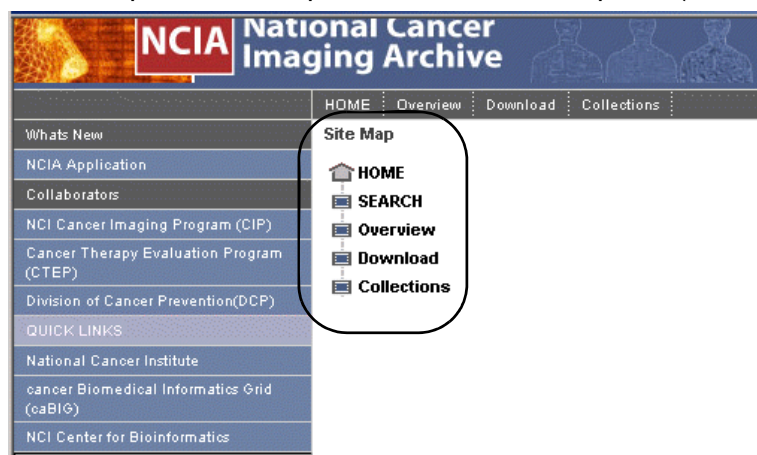 NCIA
National Cancer
Imaging Archive
HOME Overview Download Collections
Whats New
NCIA Application
Collaborators
NCI Cancer Imaging Program (CIP)
Cancer Therapy Evaluation Program
(CTEP)
Division of Cancer Prevention(DCP)
QUICK LINKS
National Cancer Institute
cancer Biomedical Informatics Grid
(caBIG)
NCI Center for Bioinformatics
Site Map
HOME
SEARCH
Overview
Download
Collections